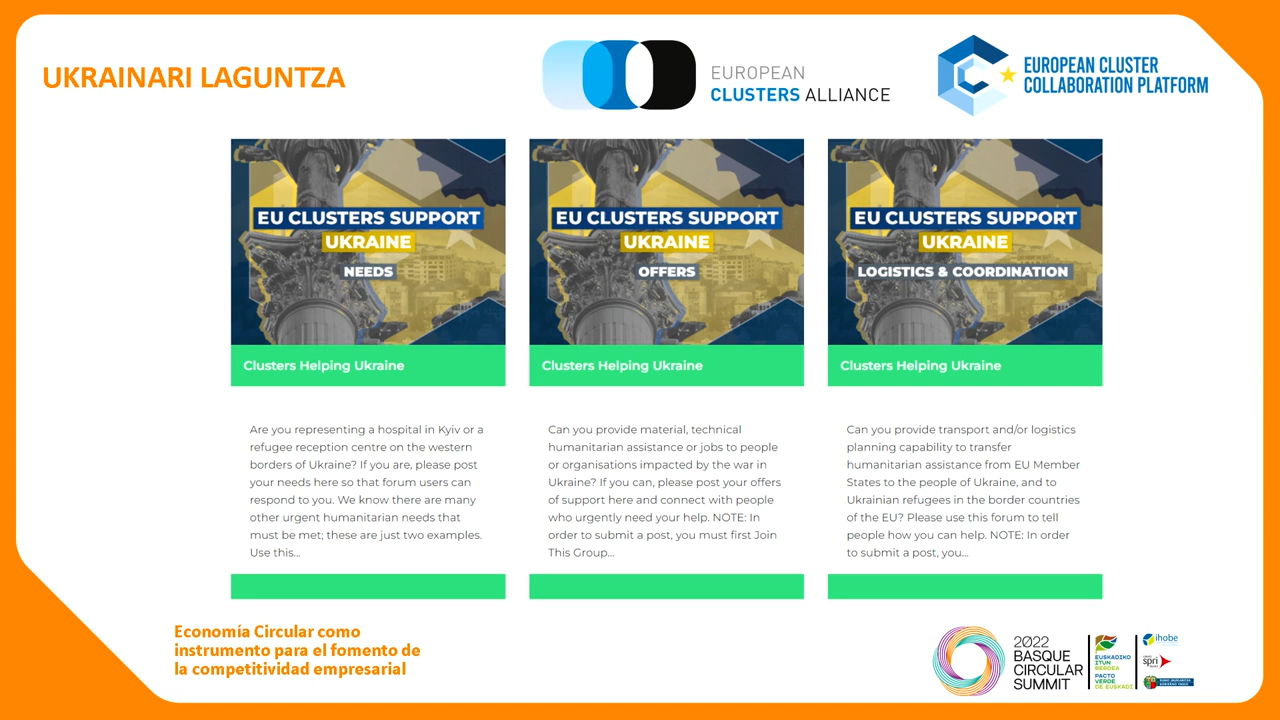 UKRAINARI LAGUNTZA
EUROPEAN
CLUSTERS ALLIANCE
EUROPEAN CLUSTER
COLLABORATION PLATFORM
EU CLUSTERS SUPPORT
UKRAINE
NEEDS
Clusters Helping Ukraine
Are you representing a hospital in Kyiv or a
refugee reception centre on the western
borders of Ukraine? If you are, please post
your needs here so that forum users can
respond to you. We know there are many
other urgent humanitarian needs that
must be met; these are just two examples.
Use this...
EU CLUSTERS SUPPORT
UKRAINE
OFFERS
Clusters Helping Ukraine
Can you provide material, technical
humanitarian assistance or jobs to people
or organisations impacted by the war in
Ukraine? If you can, please post your offers
of support here and connect with people
who urgently need your help. NOTE: In
order to submit a post, you must first Join
This Group...
EU CLUSTERS SUPPORT
UKRAINE
LOGISTICS & COORDINATION
Clusters Helping Ukraine
Can you provide transport and/or logistics
planning capability to transfer
humanitarian assistance from EU Member
States to the people of Ukraine, and to
Ukrainian refugees in the border countries
of the EU? Please use this forum to tell
people how you can help. NOTE: In order
to submit a post, you...
Economía Circular como
instrumento para el fomento de
la competitividad empresarial
2022
BASQUE
CIRCULAR
SUMMIT
EUSKADIKO
ITUN
BERDEA
PACTO
VERDE
DE EUSKADI
ihobe
spri